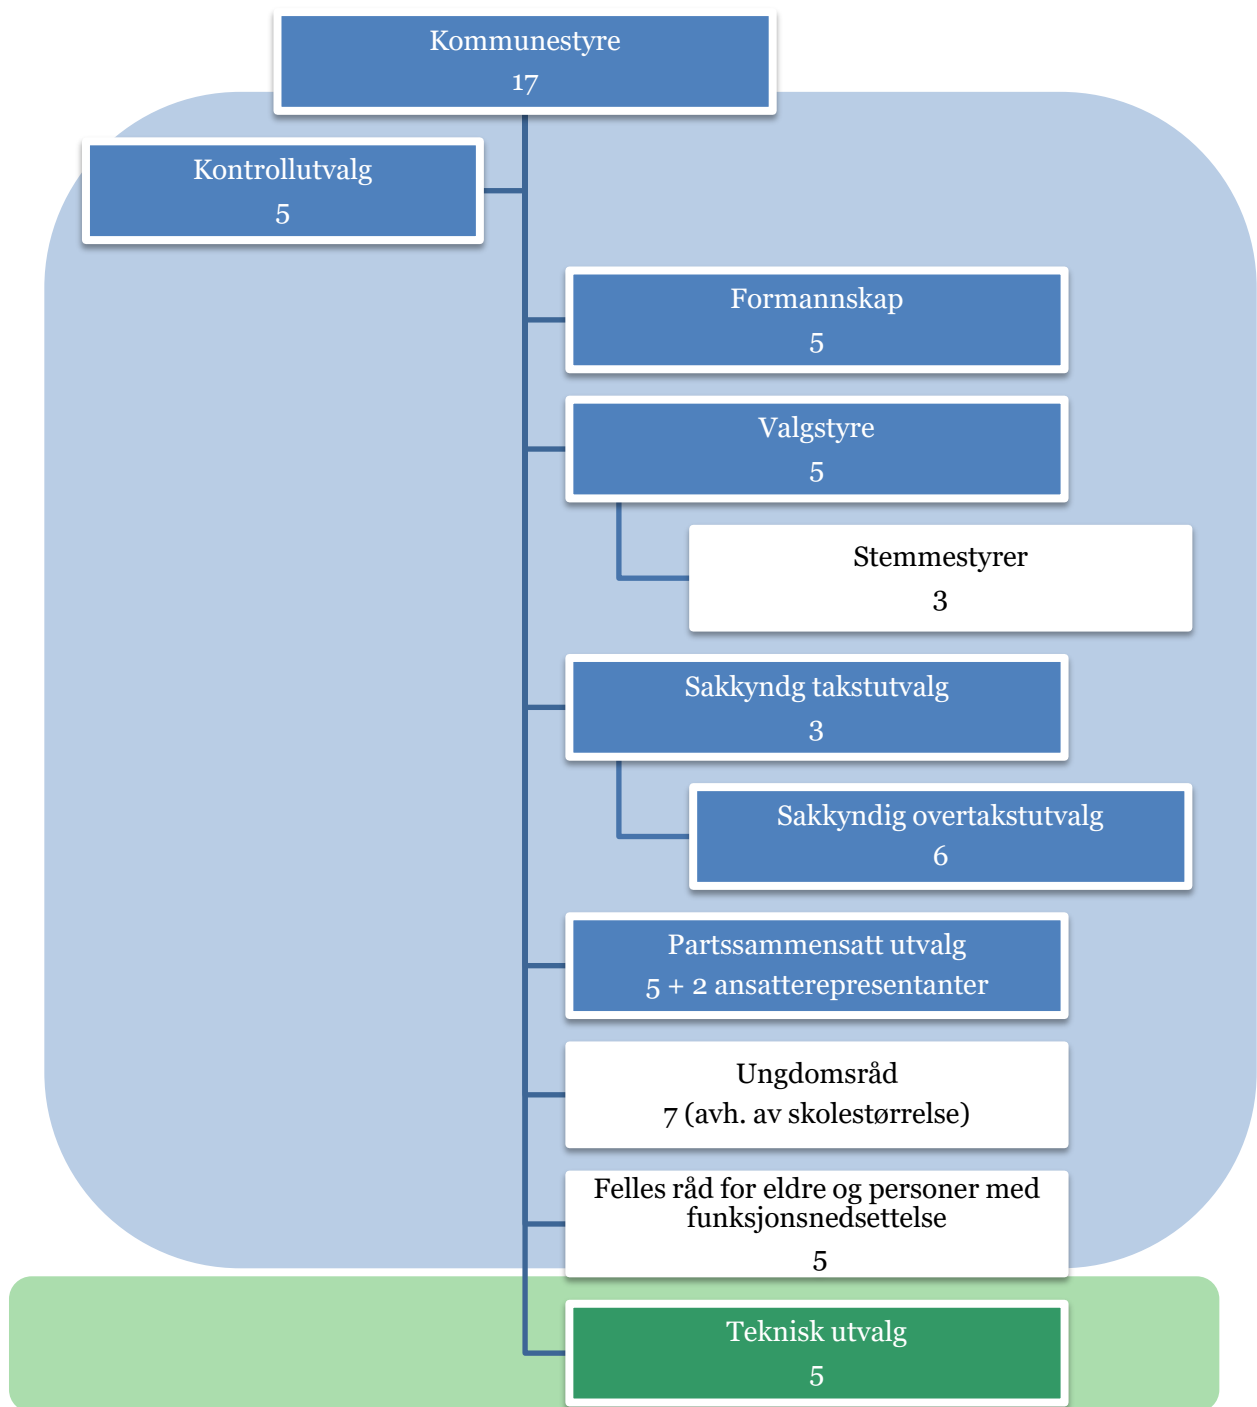 Kommunestyre
17
Kontrollutvalg
5
Formannskap
5
Valgstyre
5
Stemmestyrer
3
Sakkyndg takstutvalg
3
Sakkyndig overtakstutvalg
6
Partssammensatt utvalg
5 + 2 ansatterepresentanter
Ungdomsråd
7 (avh. av skolestørrelse)
Felles råd for eldre og personer med
funksjonsnedsettelse
5
Teknisk utvalg
5